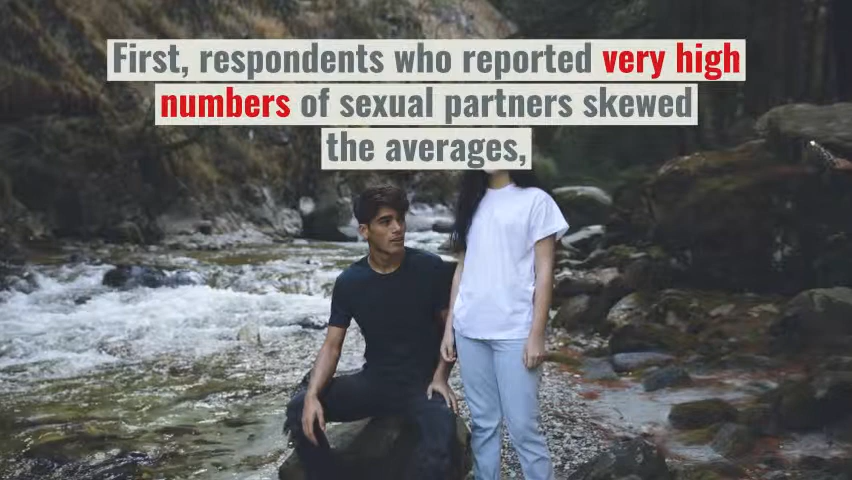 First, respondents who reported very high
numbers of sexual partners skewed
the averages,